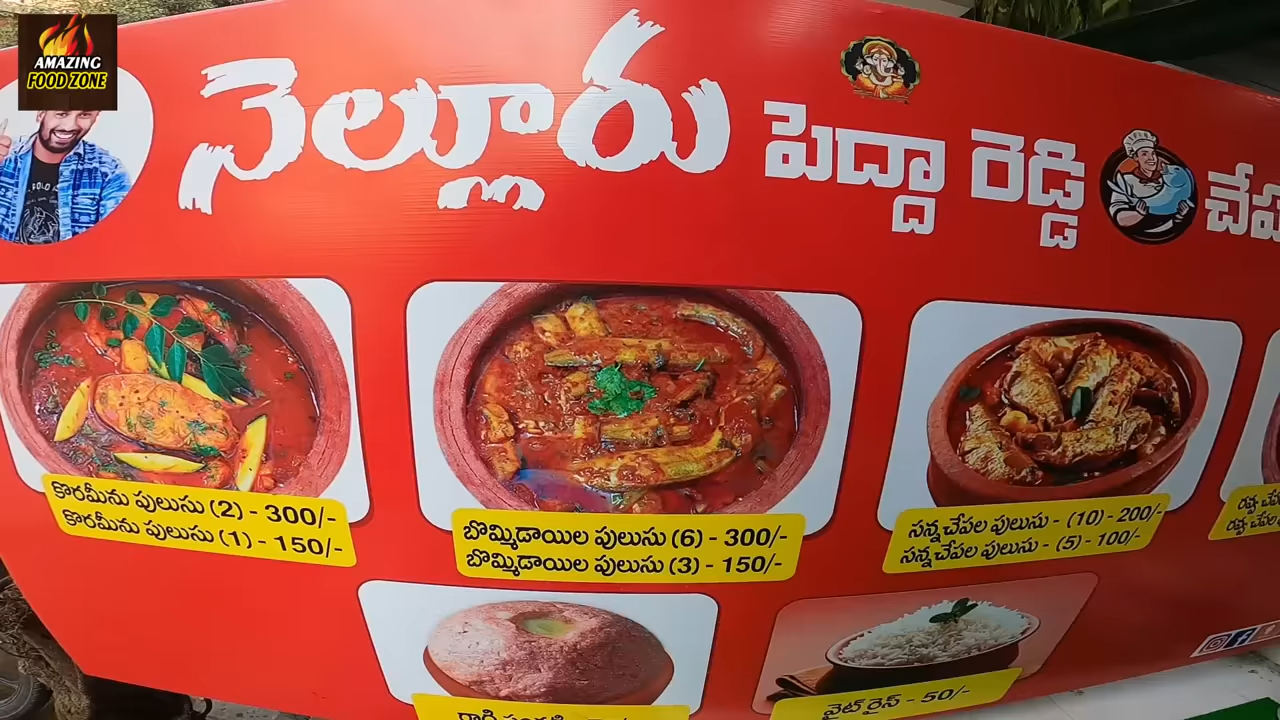 AMAZING
FOOD ZONE
నెల్లూరు పెద్దా రెడ్డి
కొరమీను పులుసు (2) - 300/-
కొరమీను పులుసు (1) - 150/-
బొమ్మిడాయిల పులుసు (6) - 300/-
బొమ్మిడాయిల పులుసు (3) - 150/-
సన్నచేపల పులుసు - (10) - 200/-
సన్నచేపల పులుసు - (5) - 100/-
వైట్ రైస్ - 50/-